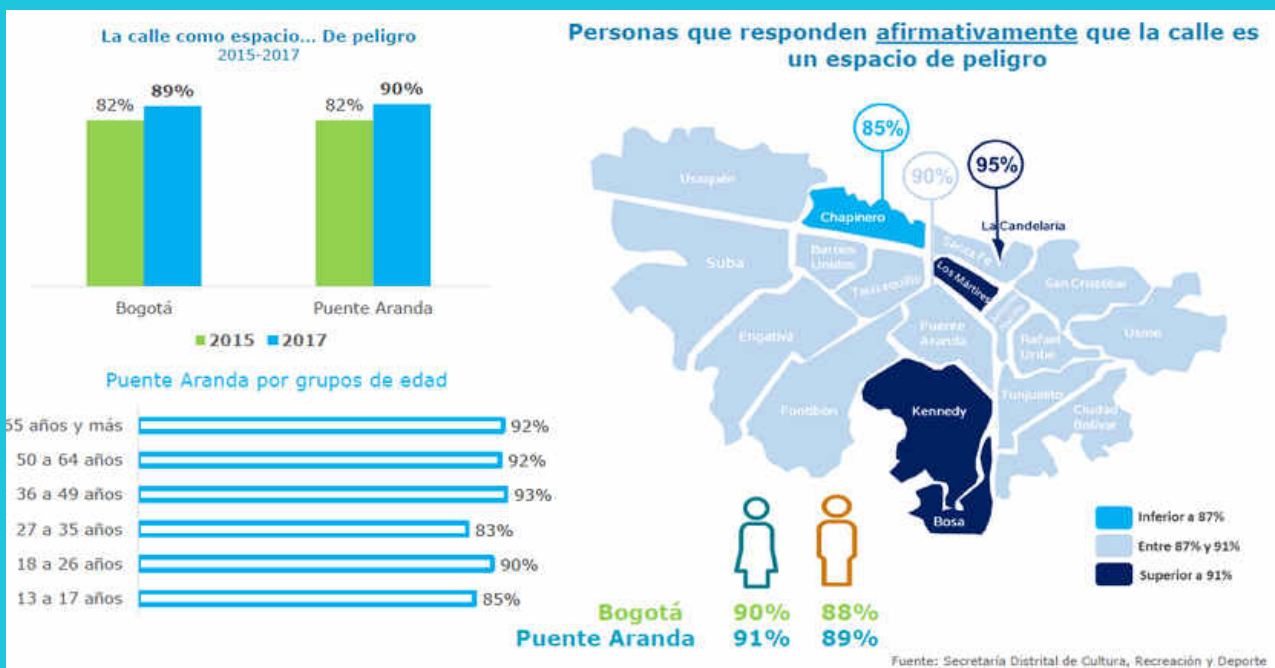 La calle como espacio... De peligro
2015-2017
82%
89%
82%
90%
Bogotá
Puente Aranda
2015
2017
Puente Aranda por grupos de edad
65 años y más
92%
50 a 64 años
92%
36 a 49 años
93%
27 a 35 años
83%
18 a 26 años
90%
13 a 17 años
85%
Personas que responden afirmativamente que la calle es
un espacio de peligro
85%
90%
95%
Usaquén
Chapinero
La Candelaria
Santa Fe
Suba
Barrios
Unidos
Teusaquillo
Los Mártires
San Cristóbal
Engativá
Puente
Aranda
Rafael
Uribe
Usme
Fontibón
Kennedy
Tunjuelito
Ciudad
Bolívar
Bosa
Inferior a 87%
Entre 87% y 91%
Superior a 91%
Bogotá 90% 88%
Puente Aranda 91% 89%
Fuente: Secretaría Distrital de Cultura, Recreación y Deporte